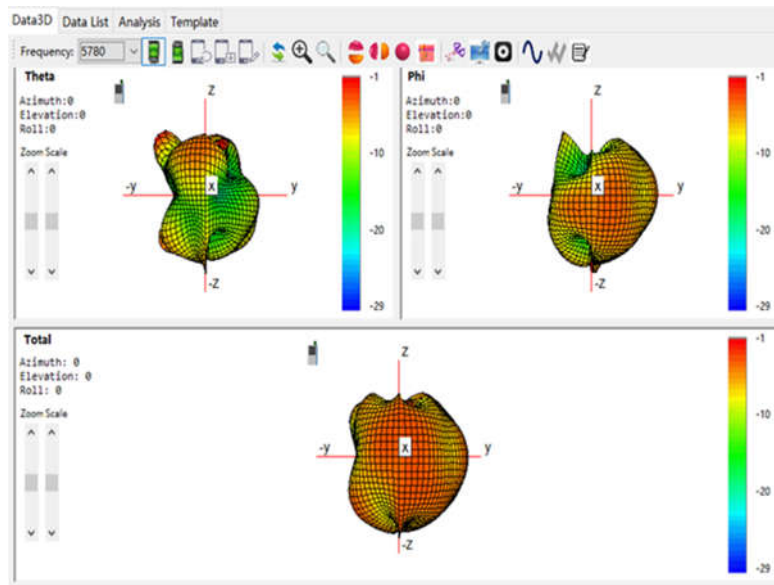 Data3D Data List Analysis Template
Frequency: 5780
Theta
Azimuth:0
Elevation:0
Roll:0
Zoom Scale
Z
-y
X
y
-Z
-1
-10
-20
-29
Phi
Azimuth:0
Elevation:0
Roll:0
Zoom Scale
Z
-y
X
y
-Z
-1
-10
-20
-29
Total
Azimuth: 0
Elevation: 0
Roll: 0
Zoom Scale
Z
-y
X
y
-Z
-1
-10
-20
-29